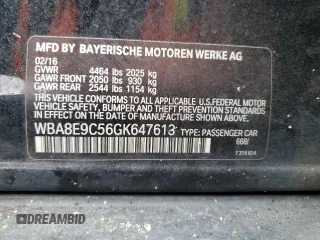 MFD BY BAYERISCHE MOTOREN WERKE AG
02/16
GVWR 4464 lbs 2025 kg
GAWR FRONT 2050 lbs 930 kg
GAWR REAR 2544 lbs 1154 kg
THIS VEHICLE CONFORMS TO ALL APPLICABLE U.S. FEDERAL
MOTOR VEHICLE SAFETY, BUMPER, AND THEFT PREVENTION
STANDARDS IN EFFECT ON THE DATE OF MANUFACTURE SHOWN ABOVE.
WBA8E9C56GK647613 TYPE: PASSENGER CAR
668/
DREAMBID